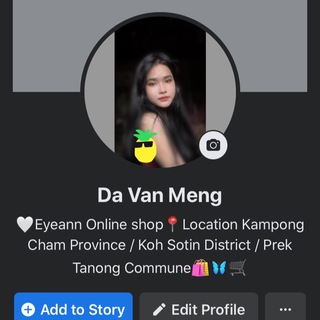 Da Van Meng
🤍Eyeann Online shop📍Location Kampong
Cham Province / Koh Sotin District / Prek
Tanong Commune🛍️🦋🛒
Add to Story
Edit Profile
...